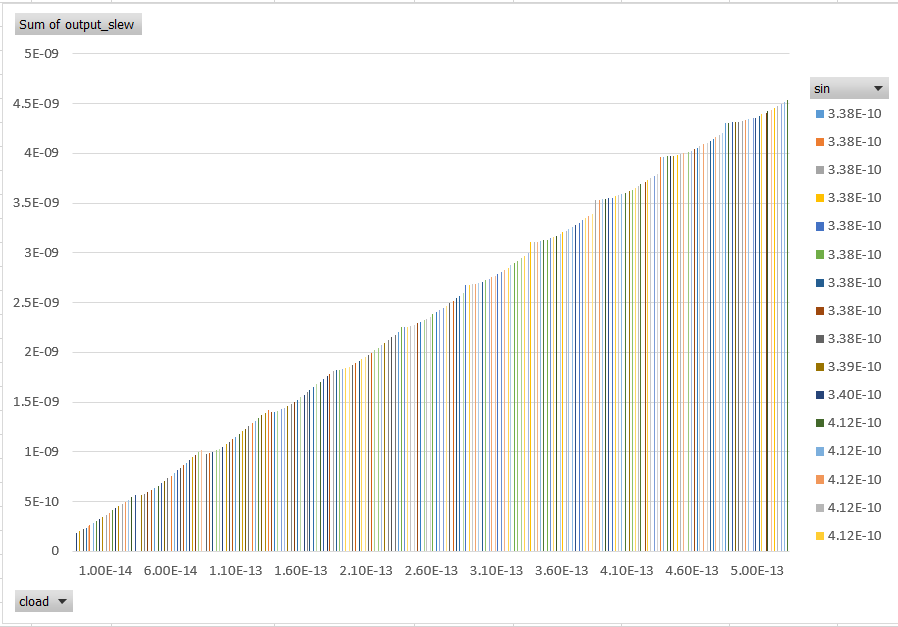 Sum of output_slew
5E-09
4.5E-09
4E-09
3.5E-09
3E-09
2.5E-09
2E-09
1.5E-09
1E-09
5E-10
0
1.00E-14 6.00E-14 1.10E-13 1.60E-13 2.10E-13 2.60E-13 3.10E-13 3.60E-13 4.10E-13 4.60E-13 5.00E-13
cload
sin
3.38E-10
3.38E-10
3.38E-10
3.38E-10
3.38E-10
3.38E-10
3.38E-10
3.38E-10
3.38E-10
3.39E-10
3.40E-10
4.12E-10
4.12E-10
4.12E-10
4.12E-10
4.12E-10